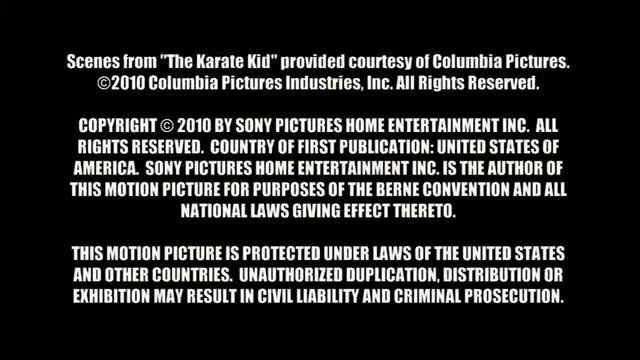 Scenes from "The Karate Kid" provided courtesy of Columbia Pictures.
©2010 Columbia Pictures Industries, Inc. All Rights Reserved.
COPYRIGHT © 2010 BY SONY PICTURES HOME ENTERTAINMENT INC. ALL
RIGHTS RESERVED. COUNTRY OF FIRST PUBLICATION: UNITED STATES OF
AMERICA. SONY PICTURES HOME ENTERTAINMENT INC. IS THE AUTHOR OF
THIS MOTION PICTURE FOR PURPOSES OF THE BERNE CONVENTION AND ALL
NATIONAL LAWS GIVING EFFECT THERETO.
THIS MOTION PICTURE IS PROTECTED UNDER LAWS OF THE UNITED STATES
AND OTHER COUNTRIES. UNAUTHORIZED DUPLICATION, DISTRIBUTION OR
EXHIBITION MAY RESULT IN CIVIL LIABILITY AND CRIMINAL PROSECUTION.